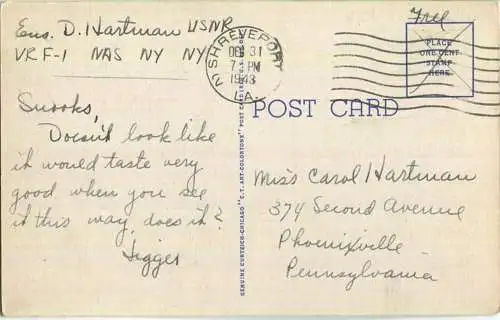 Ens. D. Hartman USNR
VRF-1 NAS NY NY
Free
SHREVEPORT
DEC 31
7 PM
1943
LA.
PLACE
ONE CENT
STAMP
HERE
POST CARD
Snooks,
Doesn't look like
it would taste very
good when you see
it this way, does it?
Jigger
GENUINE CURTEICH-CHICAGO "C.T. ART-COLORTONE" POST CARD
Miss Carol Hartman
374 Second Avenue
Phoenixville
Pennsylvania